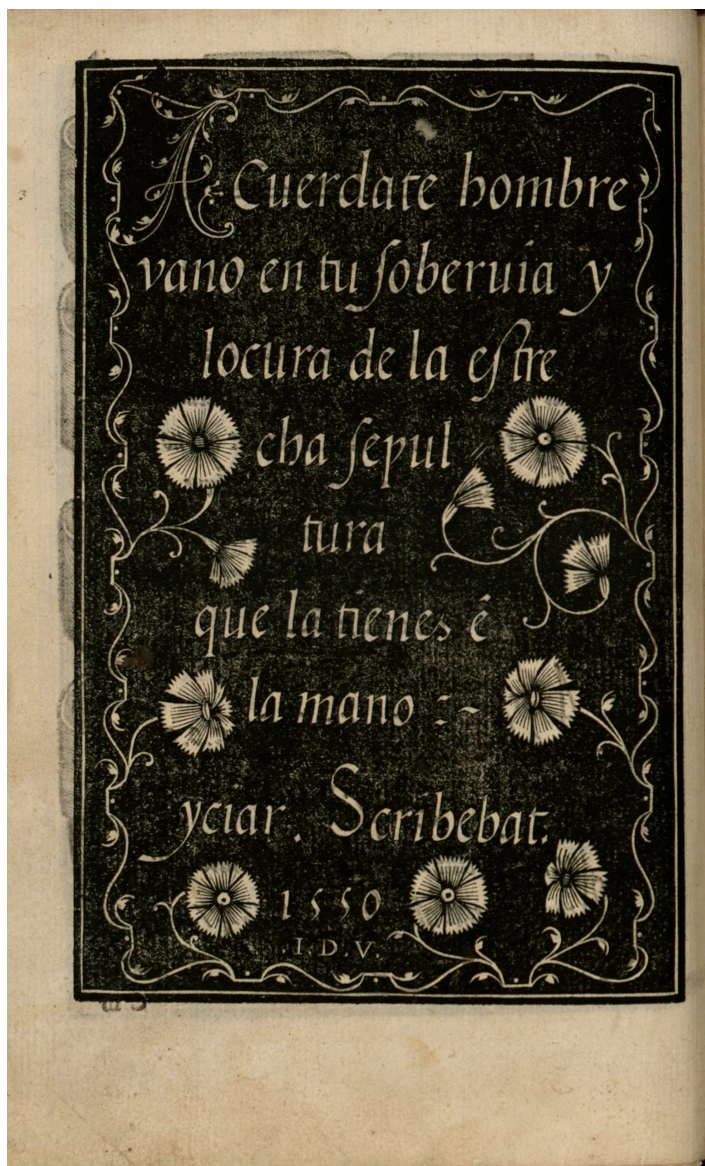 ACuerdate hombre
vano en tu ſoberuia y
locura de la eſtre
cha ſepul
tura
que la tienes ẽ
la mano :~
yciar. Scribebat.
1550
.I.D.V.